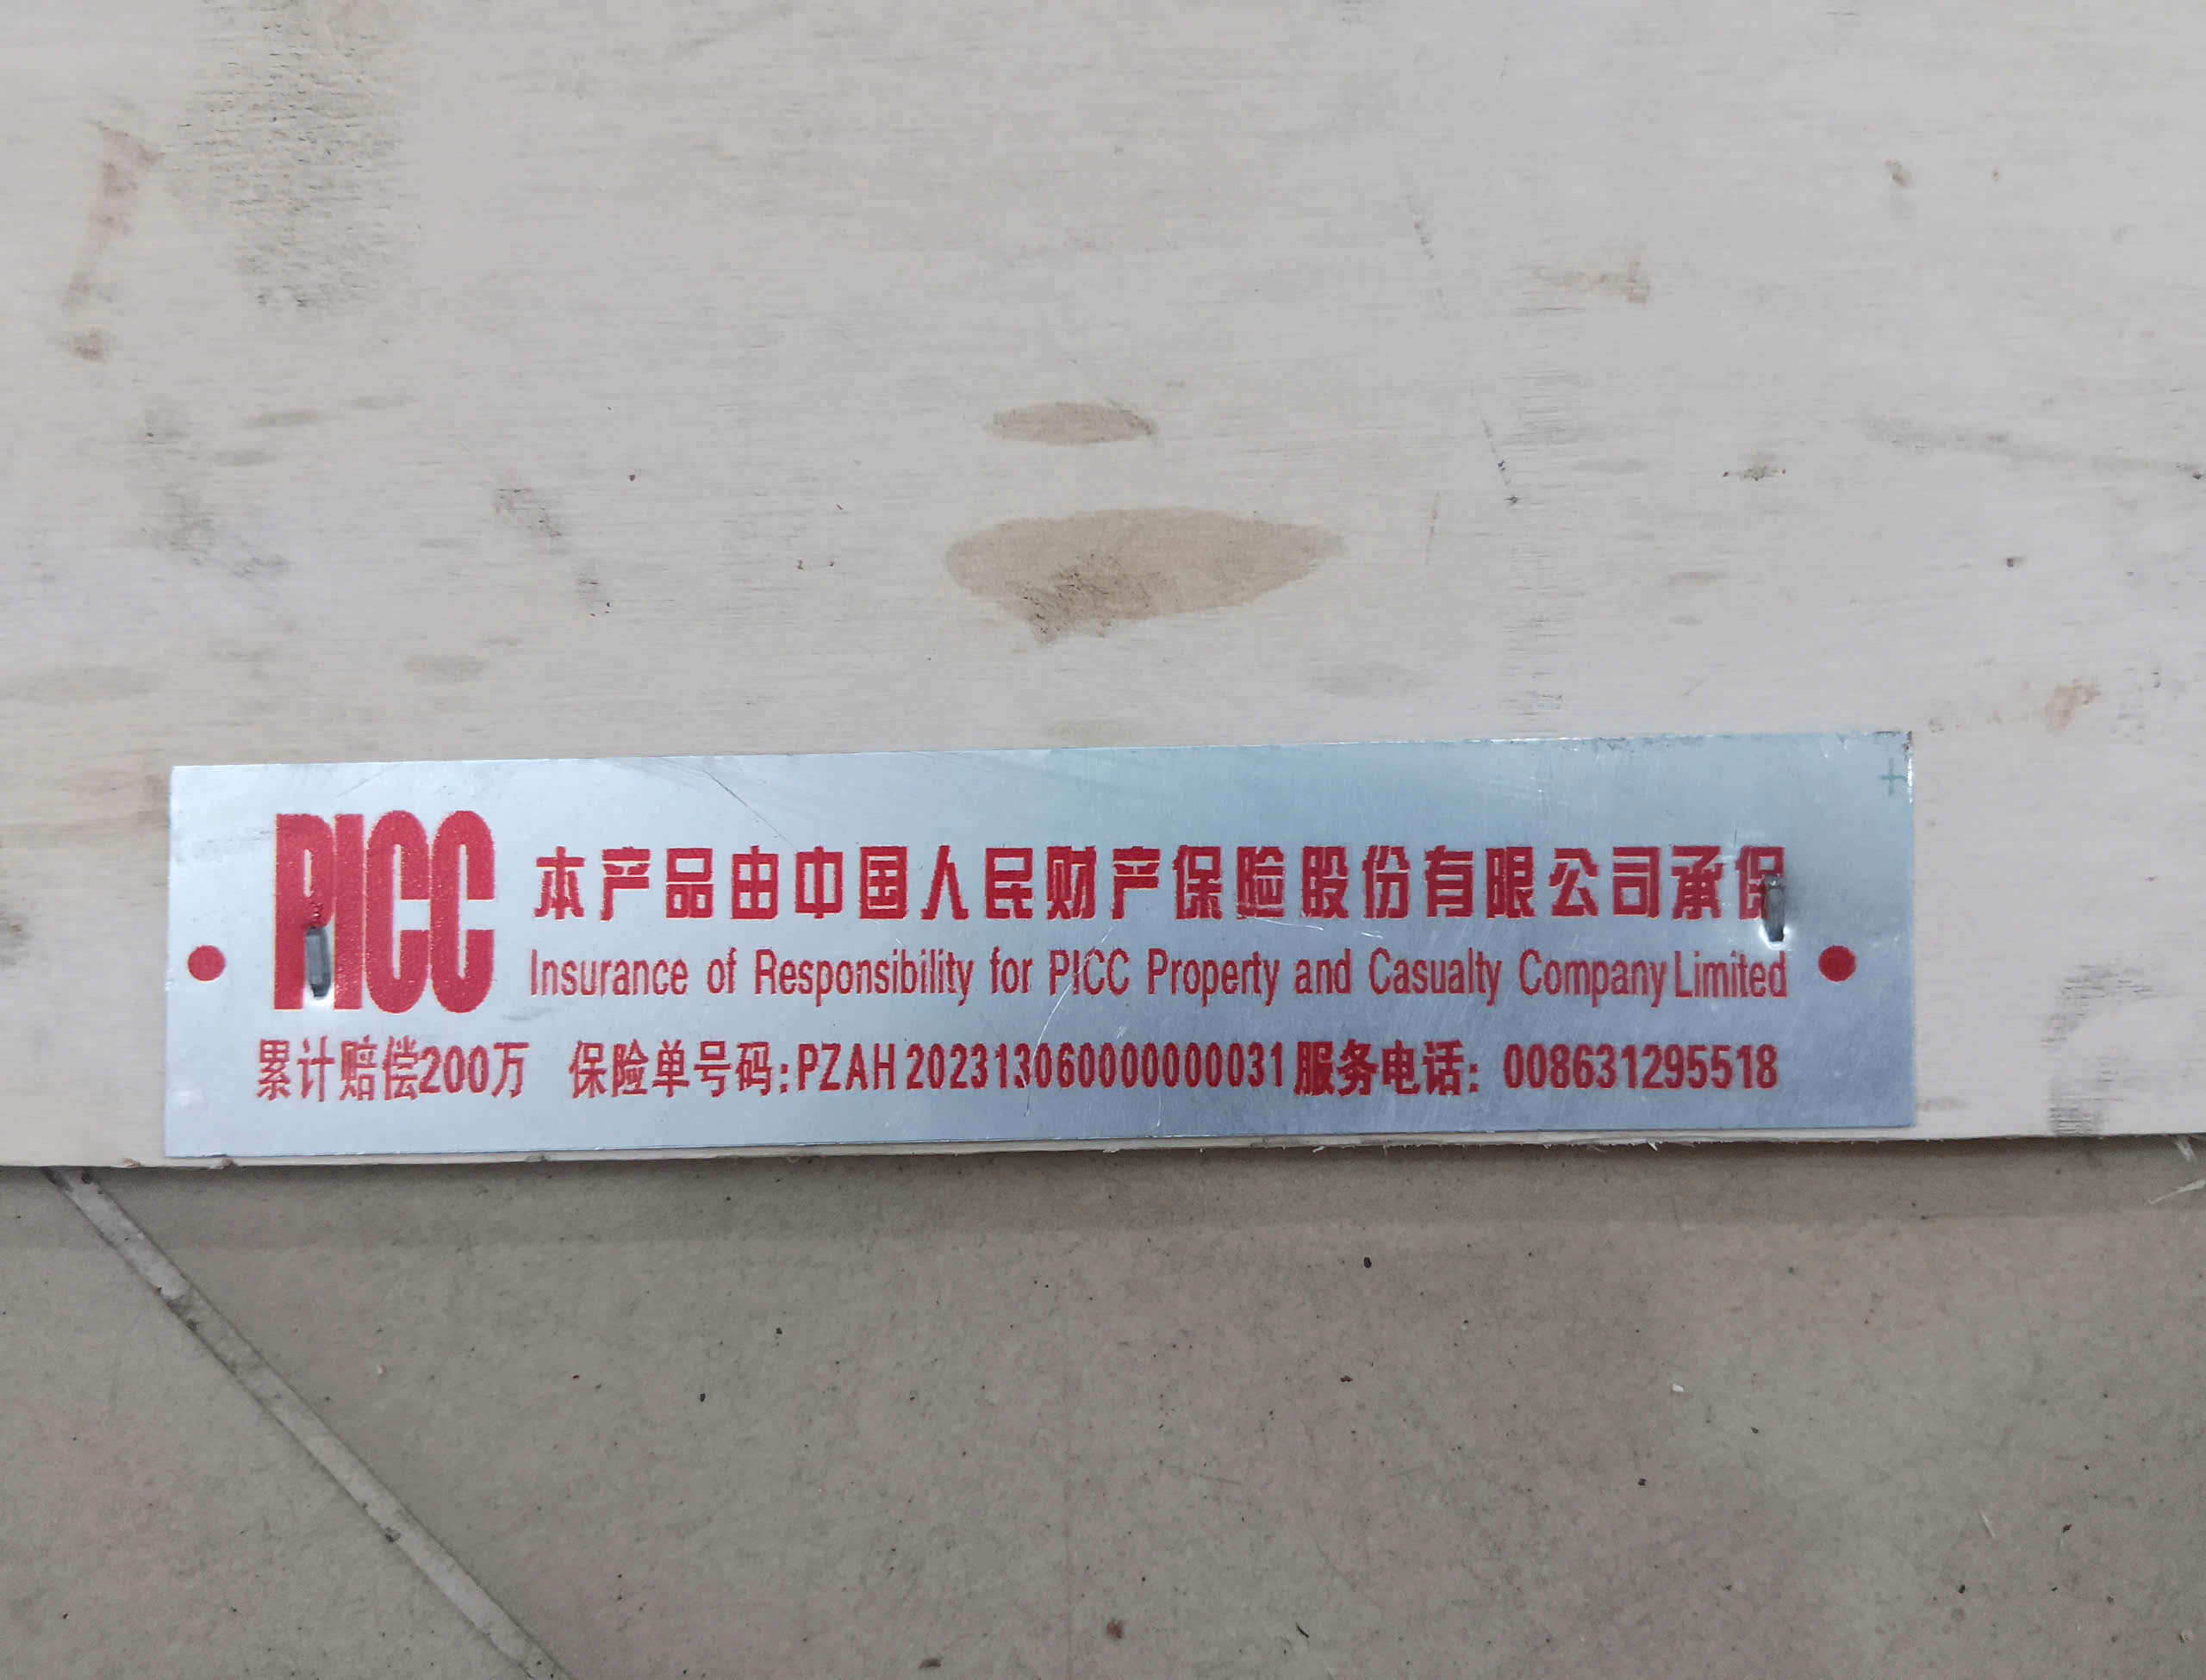 PICC
本产品由中国人民财产保险股份有限公司承保
Insurance of Responsibility for PICC Property and Casualty Company Limited
累计赔偿200万 保险单号码:PZAH 202313060000000031 服务电话: 008631295518